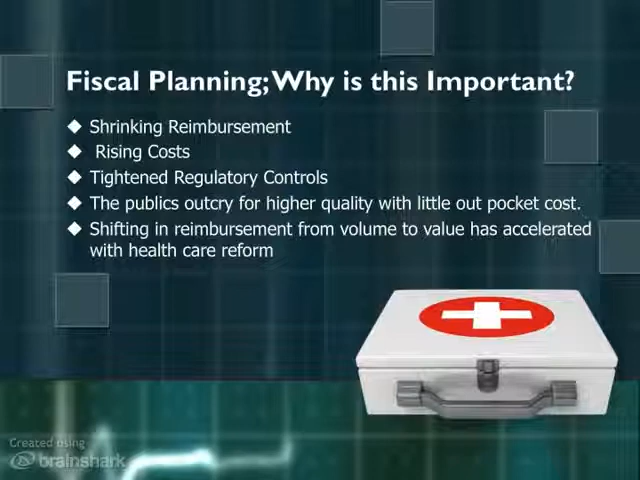 Fiscal Planning; Why is this Important?
Shrinking Reimbursement
Rising Costs
Tightened Regulatory Controls
The publics outcry for higher quality with little out pocket cost.
Shifting in reimbursement from volume to value has accelerated
with health care reform
Created using
brainshark